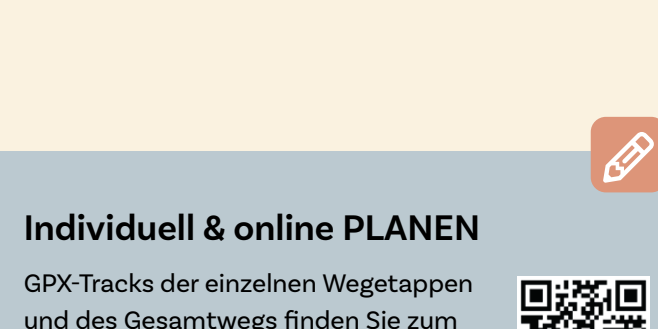 Individuell & online PLANEN
GPX-Tracks der einzelnen Wegetappen
und des Gesamtwegs finden Sie zum